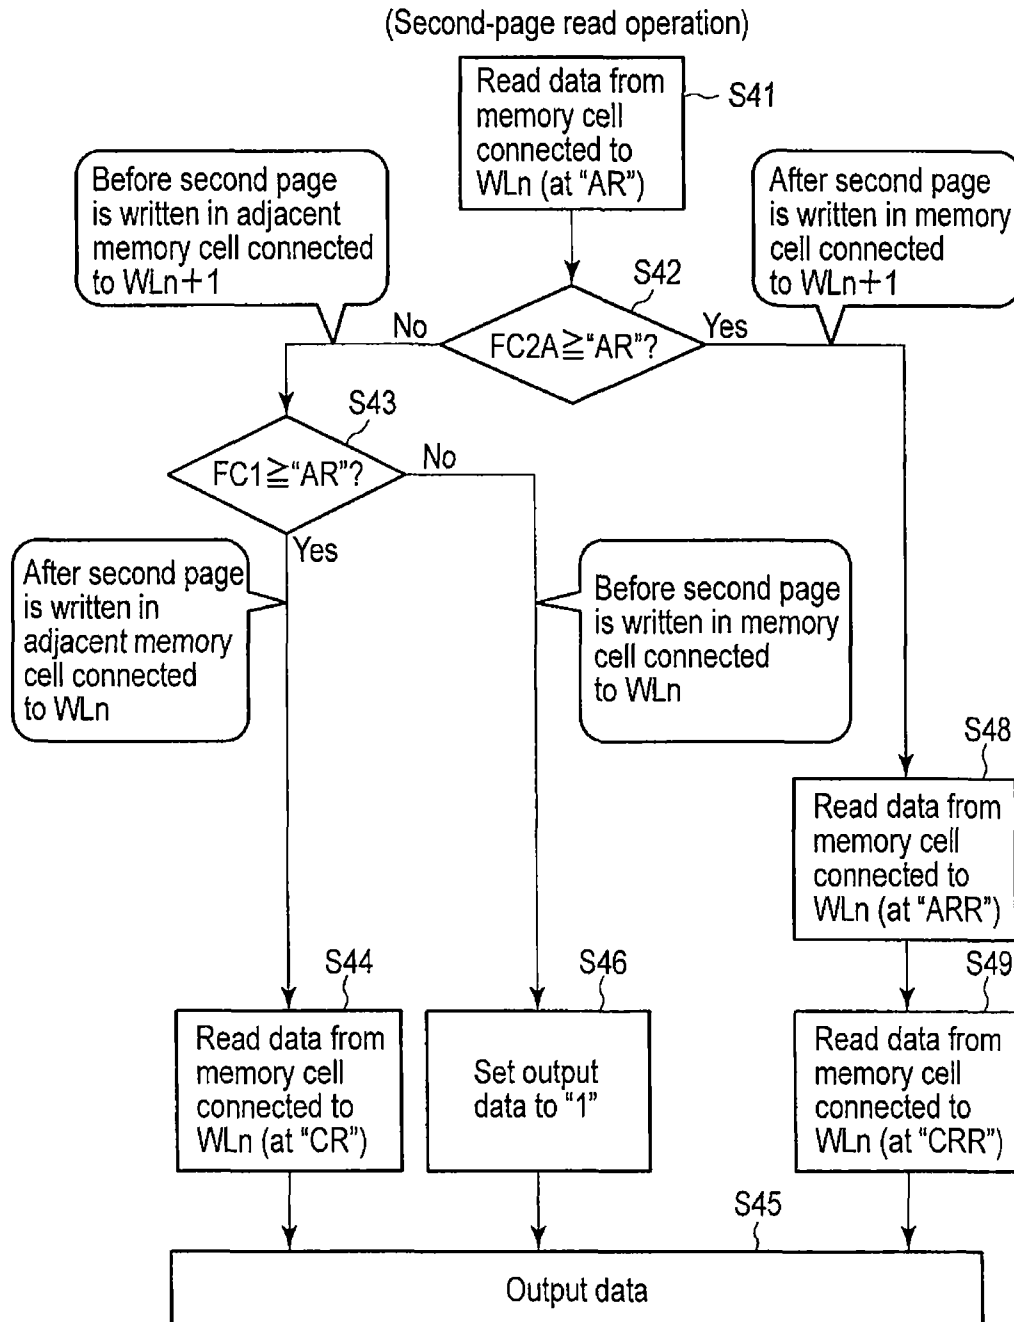 (Second-page read operation)
Read data from
memory cell
connected to
WLn (at “AR”)
S41
Before second page
is written in adjacent
memory cell connected
to WLn+1
After second page
is written in memory
cell connected
to WLn+1
S42
No
FC2A≧“AR”?
Yes
S43
FC1≧“AR”?
No
Yes
After second page
is written in
adjacent memory
cell connected
to WLn
Before second page
is written in memory
cell connected
to WLn
S48
Read data from
memory cell
connected to
WLn (at “ARR”)
S44
Read data from
memory cell
connected to
WLn (at “CR”)
S46
Set output
data to “1”
S49
Read data from
memory cell
connected to
WLn (at “CRR”)
S45
Output data